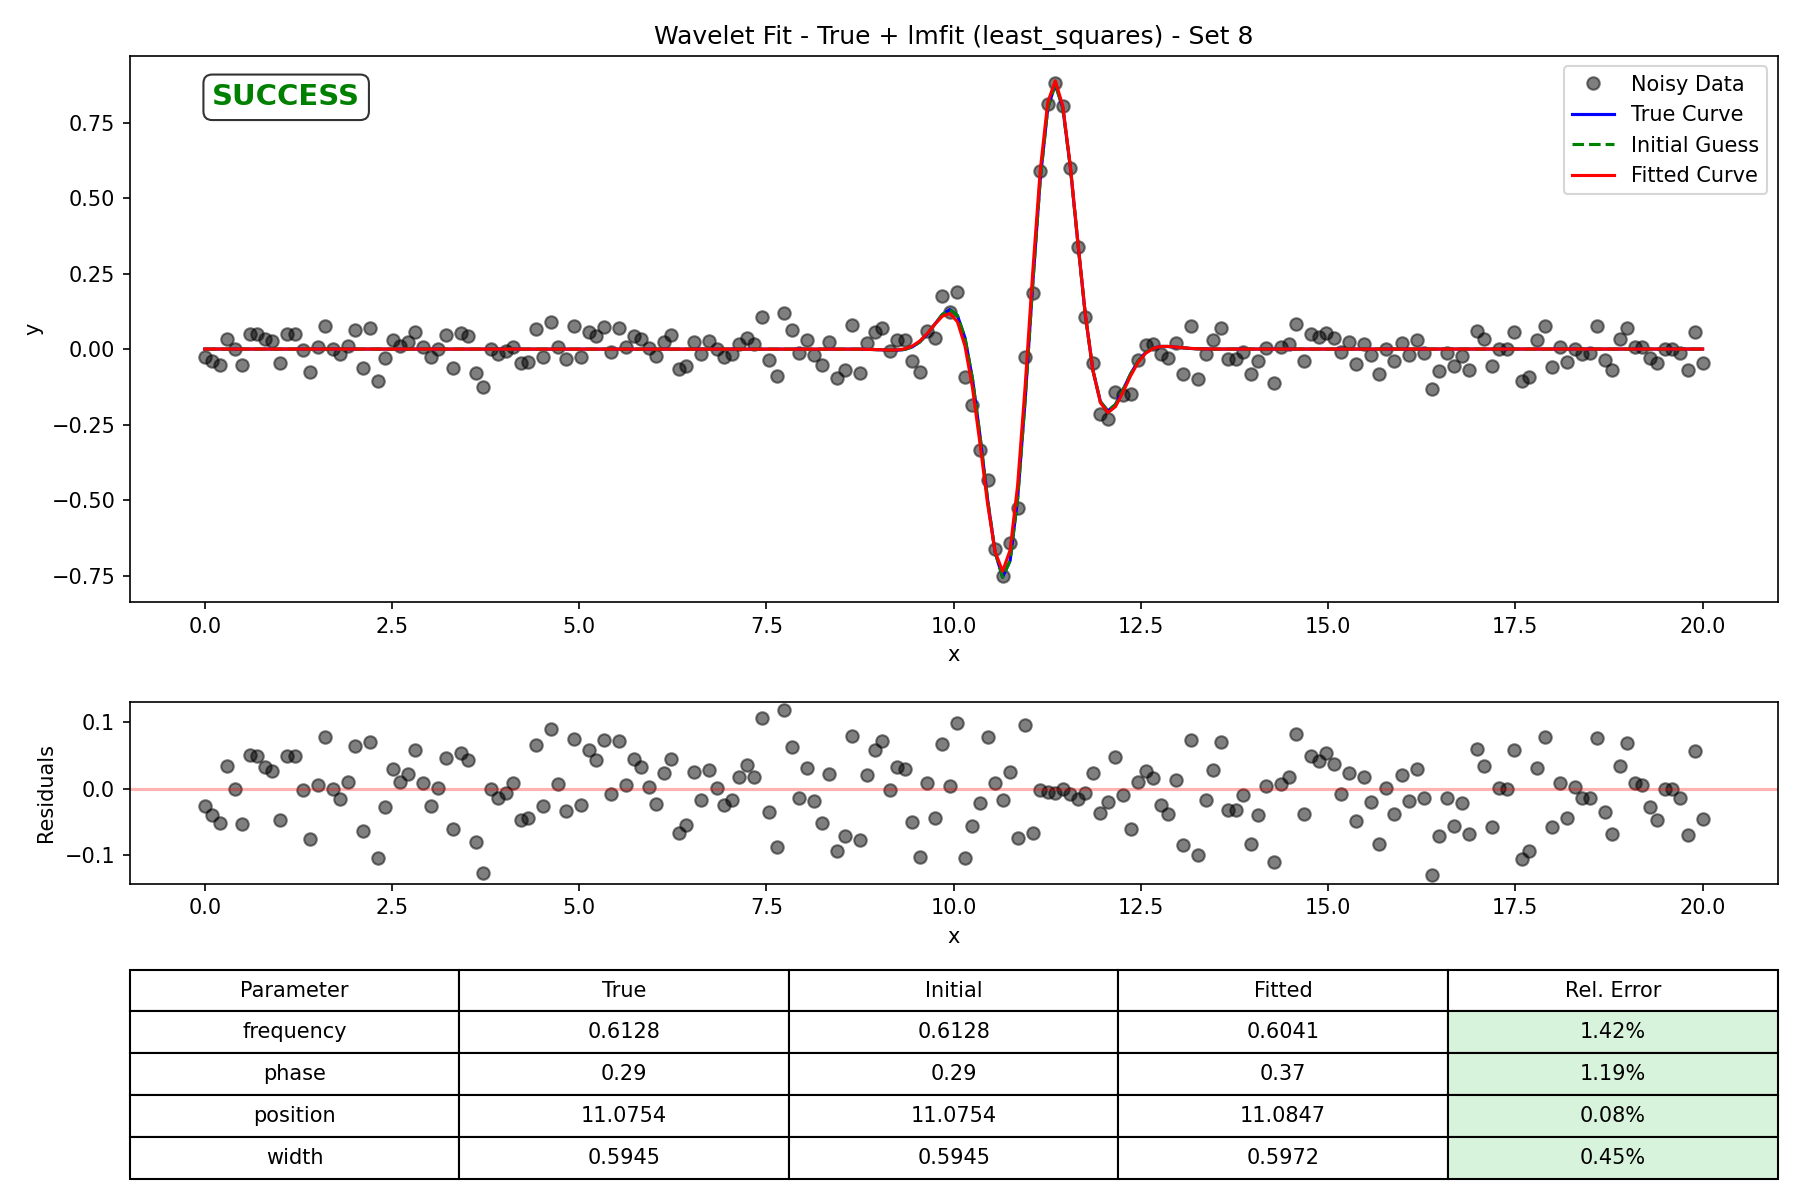 Wavelet Fit - True + lmfit (least_squares) - Set 8
SUCCESS
Noisy Data
True Curve
Initial Guess
Fitted Curve
0.75
0.50
0.25
0.00
−0.25
−0.50
−0.75
y
0.0 2.5 5.0 7.5 10.0 12.5 15.0 17.5 20.0
x
0.1
0.0
−0.1
Residuals
0.0 2.5 5.0 7.5 10.0 12.5 15.0 17.5 20.0
x
Parameter True Initial Fitted Rel. Error
frequency 0.6128 0.6128 0.6041 1.42%
phase 0.29 0.29 0.37 1.19%
position 11.0754 11.0754 11.0847 0.08%
width 0.5945 0.5945 0.5972 0.45%